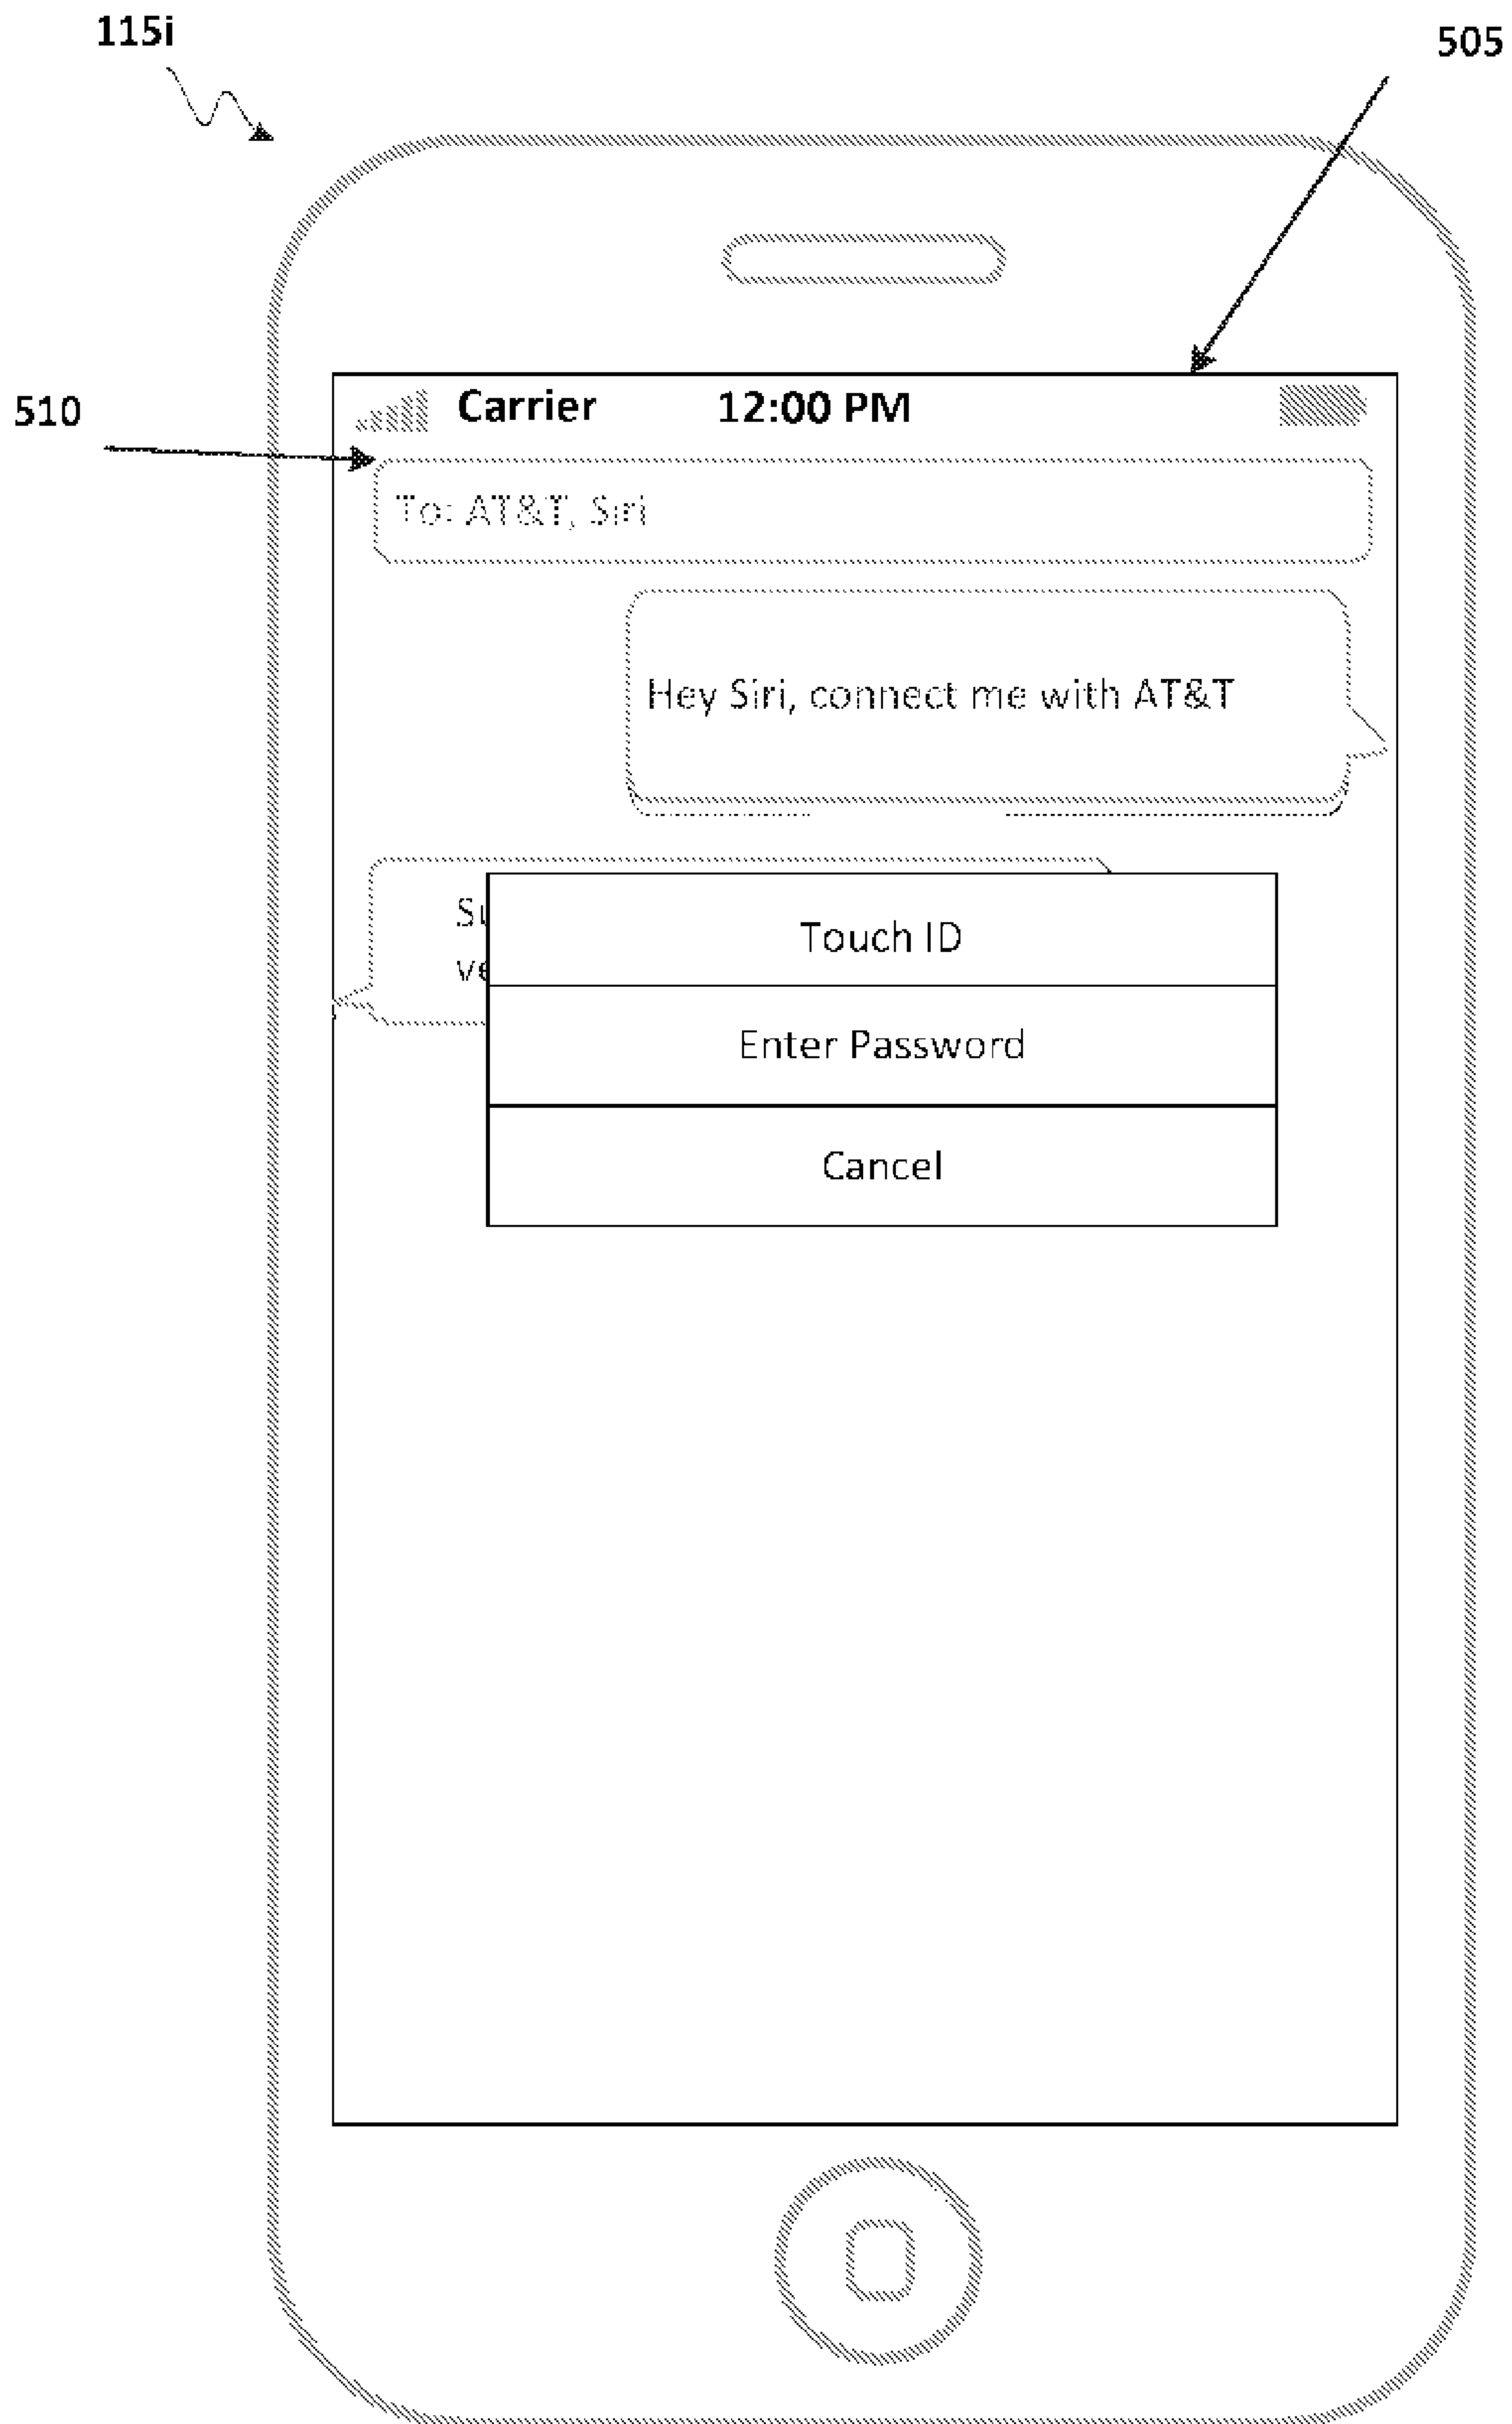 115i
505
510
Carrier 12:00 PM
To: AT&T, Siri
Hey Siri, connect me with AT&T
Touch ID
Enter Password
Cancel